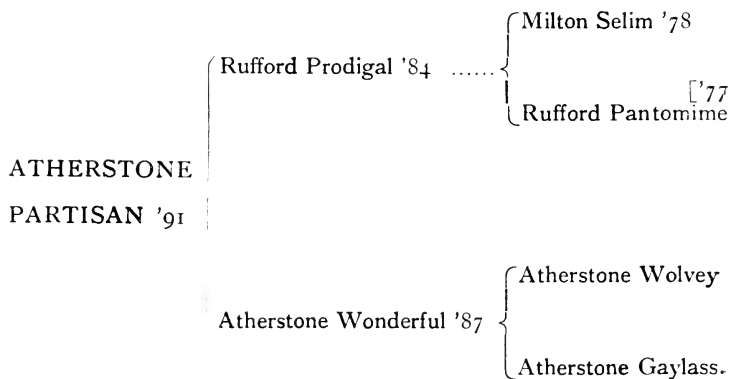 Milton Selim '78
Rufford Prodigal '84 ......
['77
Rufford Pantomime
ATHERSTONE
PARTISAN '91
Atherstone Wolvey
Atherstone Wonderful '87
Atherstone Gaylass.